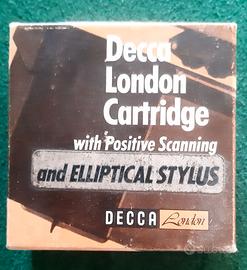 Decca
London
Cartridge
with Positive Scanning
and ELLIPTICAL STYLUS
DECCA London